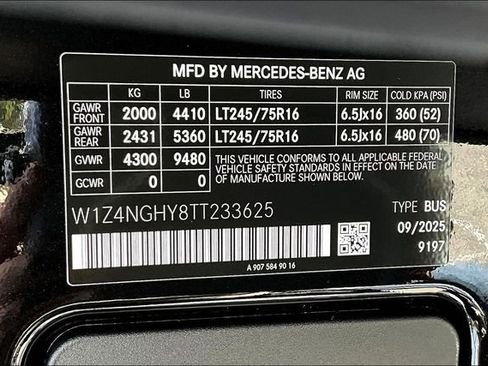 MFD BY MERCEDES-BENZ AG
KG LB TIRES RIM SIZE COLD KPA (PSI)
GAWR FRONT 2000 4410 LT245/75R16 6.5Jx16 360 (52)
GAWR REAR 2431 5360 LT245/75R16 6.5Jx16 480 (70)
GVWR 4300 9480 THIS VEHICLE CONFORMS TO ALL APPLICABLE FEDERAL
VEHICLE SAFETY STANDARDS IN EFFECT ON THE DATE
OF MANUFACTURE SHOWN
GCWR 0 0
W1Z4NGHY8TT233625 TYPE BUS
09/2025
9197
A 907 584 90 16